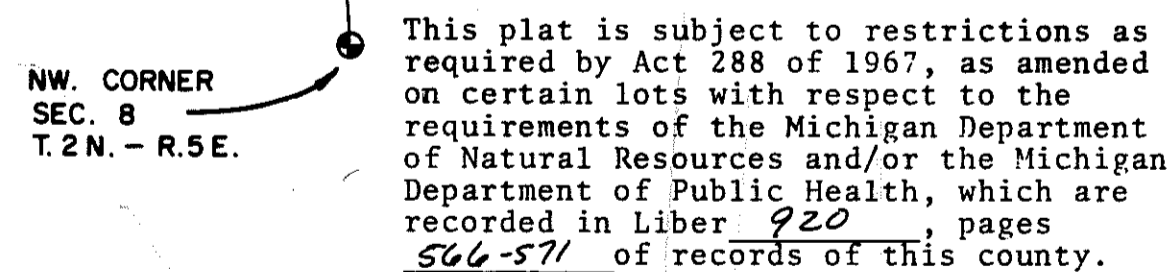 NW. CORNER
SEC. 8
T. 2 N. – R. 5 E.
This plat is subject to restrictions as
required by Act 288 of 1967, as amended
on certain lots with respect to the
requirements of the Michigan Department
of Natural Resources and/or the Michigan
Department of Public Health, which are
recorded in Liber 920, pages
566-571 of records of this county.